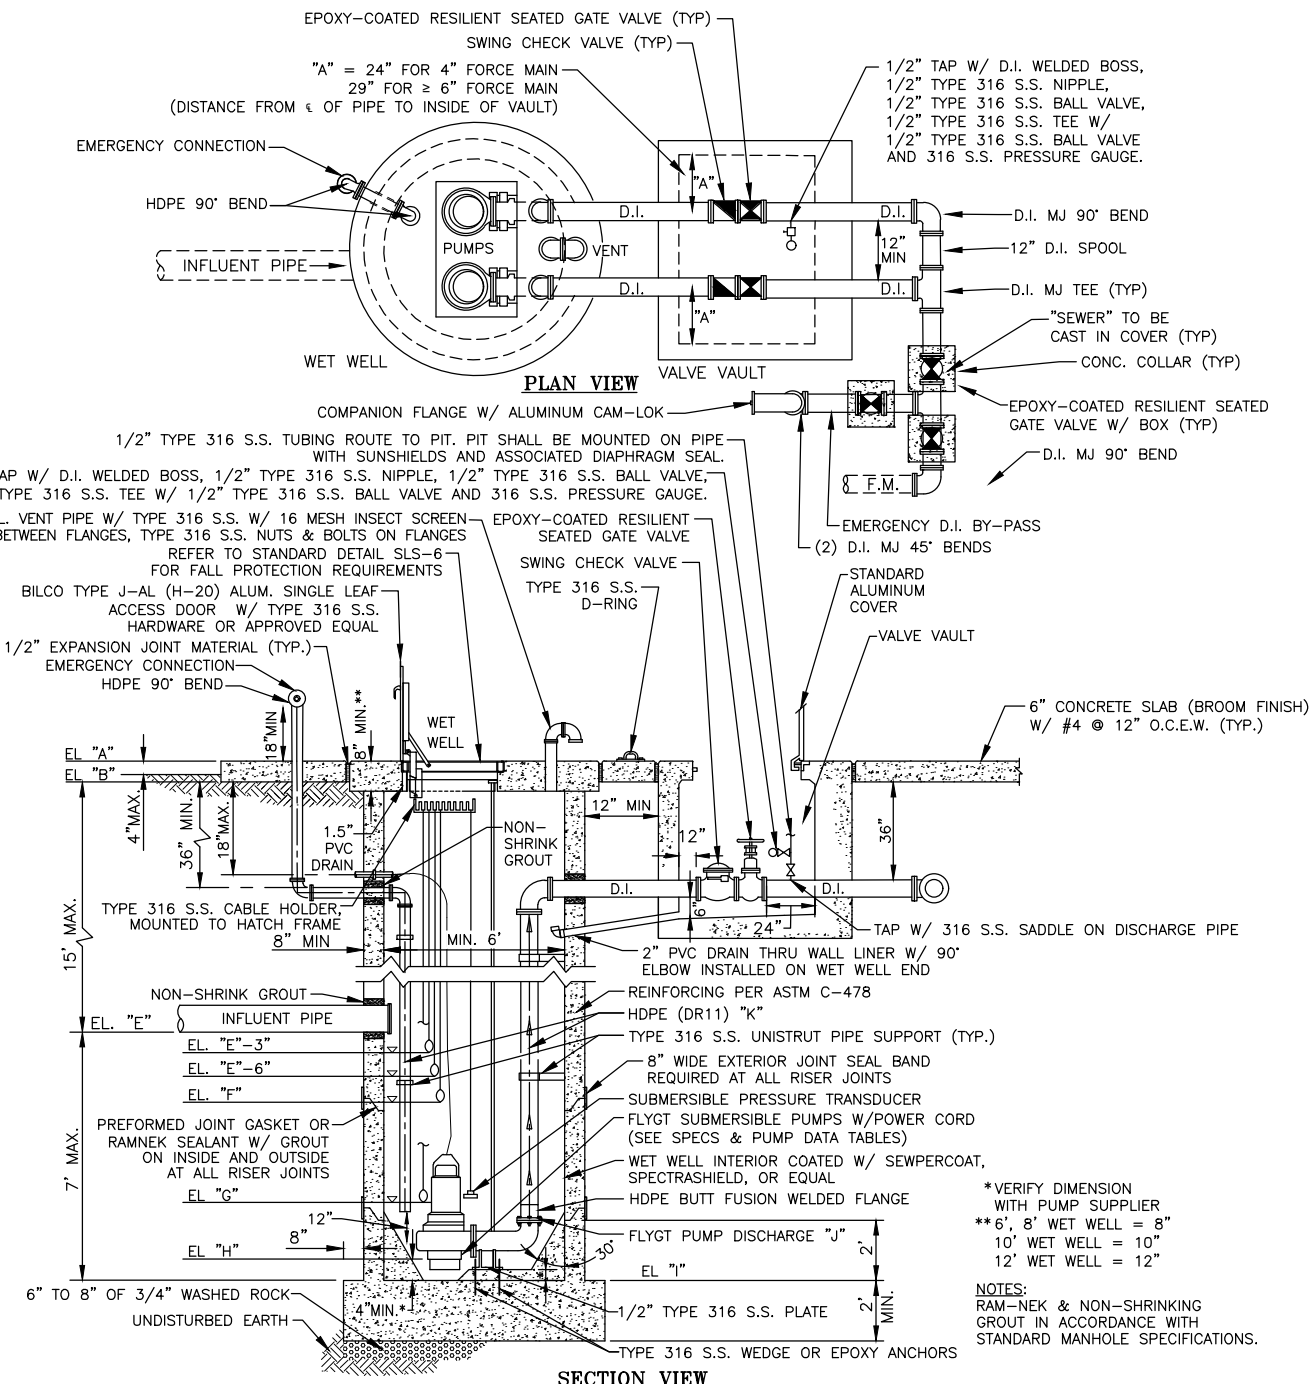 EPOXY-COATED RESILIENT SEATED GATE VALVE (TYP)
SWING CHECK VALVE (TYP)
"A" = 24" FOR 4" FORCE MAIN
29" FOR ≥ 6" FORCE MAIN
(DISTANCE FROM ℄ OF PIPE TO INSIDE OF VAULT)
1/2" TAP W/ D.I. WELDED BOSS,
1/2" TYPE 316 S.S. NIPPLE,
1/2" TYPE 316 S.S. BALL VALVE,
1/2" TYPE 316 S.S. TEE W/
1/2" TYPE 316 S.S. BALL VALVE
AND 316 S.S. PRESSURE GAUGE.
EMERGENCY CONNECTION
HDPE 90° BEND
INFLUENT PIPE
PUMPS
VENT
WET WELL
"A"
D.I.
D.I.
12"
MIN
D.I.
D.I.
"A"
VALVE VAULT
D.I. MJ 90° BEND
12" D.I. SPOOL
D.I. MJ TEE (TYP)
"SEWER" TO BE
CAST IN COVER (TYP)
CONC. COLLAR (TYP)
EPOXY-COATED RESILIENT SEATED
GATE VALVE W/ BOX (TYP)
D.I. MJ 90° BEND
PLAN VIEW
COMPANION FLANGE W/ ALUMINUM CAM-LOK
F.M.
EMERGENCY D.I. BY-PASS
(2) D.I. MJ 45° BENDS
1/2" TYPE 316 S.S. TUBING ROUTE TO PIT. PIT SHALL BE MOUNTED ON PIPE
WITH SUNSHIELDS AND ASSOCIATED DIAPHRAGM SEAL.
AP W/ D.I. WELDED BOSS, 1/2" TYPE 316 S.S. NIPPLE, 1/2" TYPE 316 S.S. BALL VALVE,
TYPE 316 S.S. TEE W/ 1/2" TYPE 316 S.S. BALL VALVE AND 316 S.S. PRESSURE GAUGE.
L. VENT PIPE W/ TYPE 316 S.S. W/ 16 MESH INSECT SCREEN
BETWEEN FLANGES, TYPE 316 S.S. NUTS & BOLTS ON FLANGES
EPOXY-COATED RESILIENT
SEATED GATE VALVE
REFER TO STANDARD DETAIL SLS-6
FOR FALL PROTECTION REQUIREMENTS
SWING CHECK VALVE
BILCO TYPE J-AL (H-20) ALUM. SINGLE LEAF
ACCESS DOOR W/ TYPE 316 S.S.
HARDWARE OR APPROVED EQUAL
TYPE 316 S.S.
D-RING
STANDARD
ALUMINUM
COVER
VALVE VAULT
1/2" EXPANSION JOINT MATERIAL (TYP.)
EMERGENCY CONNECTION
HDPE 90° BEND
6" CONCRETE SLAB (BROOM FINISH)
W/ #4 @ 12" O.C.E.W. (TYP.)
18"MIN
8" MIN.**
WET
WELL
EL "A"
EL "B"
4"MAX.
36" MIN.
18"MAX.
1.5"
PVC
DRAIN
NON-
SHRINK
GROUT
12" MIN
12"
36"
D.I.
D.I.
6"
24"
TYPE 316 S.S. CABLE HOLDER,
MOUNTED TO HATCH FRAME
8" MIN
MIN. 6'
TAP W/ 316 S.S. SADDLE ON DISCHARGE PIPE
2" PVC DRAIN THRU WALL LINER W/ 90°
ELBOW INSTALLED ON WET WELL END
15' MAX.
NON-SHRINK GROUT
EL. "E"
INFLUENT PIPE
REINFORCING PER ASTM C-478
HDPE (DR11) "K"
TYPE 316 S.S. UNISTRUT PIPE SUPPORT (TYP.)
EL. "E"-3"
EL. "E"-6"
EL. "F"
8" WIDE EXTERIOR JOINT SEAL BAND
REQUIRED AT ALL RISER JOINTS
SUBMERSIBLE PRESSURE TRANSDUCER
FLYGT SUBMERSIBLE PUMPS W/POWER CORD
(SEE SPECS & PUMP DATA TABLES)
PREFORMED JOINT GASKET OR
RAMNEK SEALANT W/ GROUT
ON INSIDE AND OUTSIDE
AT ALL RISER JOINTS
7' MAX.
WET WELL INTERIOR COATED W/ SEWPERCOAT,
SPECTRASHIELD, OR EQUAL
HDPE BUTT FUSION WELDED FLANGE
EL "G"
12"
8"
FLYGT PUMP DISCHARGE "J"
EL "H"
30°
2'
EL "I"
4"MIN.*
2'
MIN.
1/2" TYPE 316 S.S. PLATE
6" TO 8" OF 3/4" WASHED ROCK
UNDISTURBED EARTH
TYPE 316 S.S. WEDGE OR EPOXY ANCHORS
*VERIFY DIMENSION
WITH PUMP SUPPLIER
**6', 8' WET WELL = 8"
10' WET WELL = 10"
12' WET WELL = 12"
NOTES:
RAM-NEK & NON-SHRINKING
GROUT IN ACCORDANCE WITH
STANDARD MANHOLE SPECIFICATIONS.
SECTION VIEW